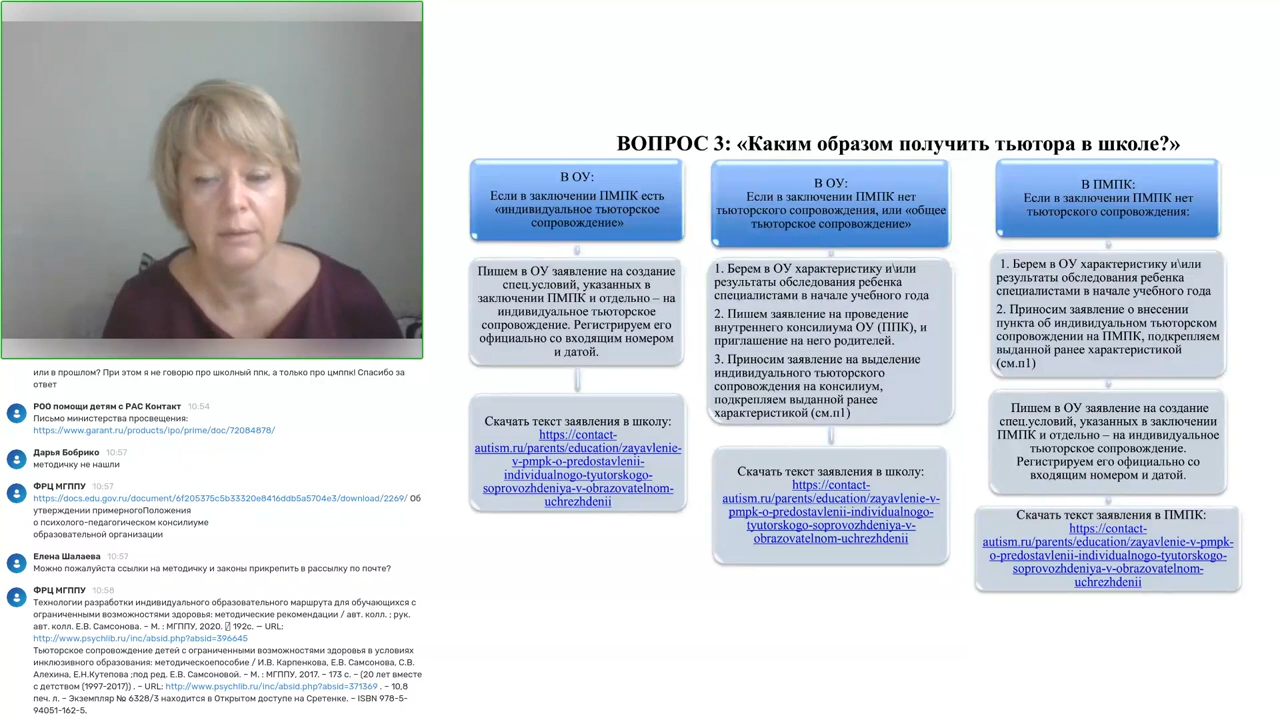 ВОПРОС 3: «Каким образом получить тьютора в школе?»
В ОУ:
Если в заключении ПМПК есть
«индивидуальное тьюторское
сопровождение»
Пишем в ОУ заявление на создание
спец.условий, указанных в
заключении ПМПК и отдельно – на
индивидуальное тьюторское
сопровождение. Регистрируем его
официально со входящим номером
и датой.
Скачать текст заявления в школу:
https://contact-
autism.ru/parents/education/zayavlenie-
v-pmpk-o-predostavlenii-
individualnogo-tyutorskogo-
soprovozhdeniya-v-obrazovatelnom-
uchrezhdenii
В ОУ:
Если в заключении ПМПК нет
тьюторского сопровождения, или «общее
тьюторское сопровождение»
1. Берем в ОУ характеристику и\или
результаты обследования ребенка
специалистами в начале учебного года
2. Пишем заявление на проведение
внутреннего консилиума ОУ (ППК), и
приглашение на него родителей.
3. Приносим заявление на выделение
индивидуального тьюторского
сопровождения на консилиум,
подкрепляем выданной ранее
характеристикой (см.п1)
Скачать текст заявления в школу:
https://contact-
autism.ru/parents/education/zayavlenie-v-
pmpk-o-predostavlenii-individualnogo-
tyutorskogo-soprovozhdeniya-v-
obrazovatelnom-uchrezhdenii
В ПМПК:
Если в заключении ПМПК нет
тьюторского сопровождения:
1. Берем в ОУ характеристику и\или
результаты обследования ребенка
специалистами в начале учебного года
2. Приносим заявление о внесении
пункта об индивидуальном тьюторском
сопровождении на ПМПК, подкрепляем
выданной ранее характеристикой
(см.п1)
Пишем в ОУ заявление на создание
спец.условий, указанных в заключении
ПМПК и отдельно – на индивидуальное
тьюторское сопровождение.
Регистрируем его официально со
входящим номером и датой.
Скачать текст заявления в ПМПК:
https://contact-
autism.ru/parents/education/zayavlenie-v-pmpk-
o-predostavlenii-individualnogo-tyutorskogo-
soprovozhdeniya-v-obrazovatelnom-
uchrezhdenii
или в прошлом? При этом я не говорю про школьный ппк, а только про цмппк! Спасибо за
ответ
РОО помощи детям с РАС Контакт 10:54
Письмо министерства просвещения:
https://www.garant.ru/products/ipo/prime/doc/72084878/
Дарья Бобрико 10:57
методичку не нашли
ФРЦ МГППУ 10:57
https://docs.edu.gov.ru/document/6f205375c5b33320e8416ddb5a5704e3/download/2269/ Об
утверждении примерногоПоложения
о психолого-педагогическом консилиуме
образовательной организации
Елена Шалаева 10:57
Можно пожалуйста ссылки на методичку и законы прикрепить в рассылку по почте?
ФРЦ МГППУ 10:58
Технологии разработки индивидуального образовательного маршрута для обучающихся с
ограниченными возможностями здоровья: методические рекомендации / авт. колл. ; рук.
авт. колл. Е.В. Самсонова. – М. : МГППУ, 2020. 192с. — URL:
http://www.psychlib.ru/inc/absid.php?absid=396645
Тьюторское сопровождение детей с ограниченными возможностями здоровья в условиях
инклюзивного образования: методическоепособие / И.В. Карпенкова, Е.В. Самсонова, С.В.
Алехина, Е.Н.Кутепова ;под ред. Е.В. Самсоновой. – М. : МГППУ, 2017. – 173 с. – (20 лет вместе
с детством (1997-2017)) . – URL: http://www.psychlib.ru/inc/absid.php?absid=371369 . – 10,8
печ. л. – Экземпляр № 6328/3 находится в Открытом доступе на Сретенке. – ISBN 978-5-
94051-162-5.